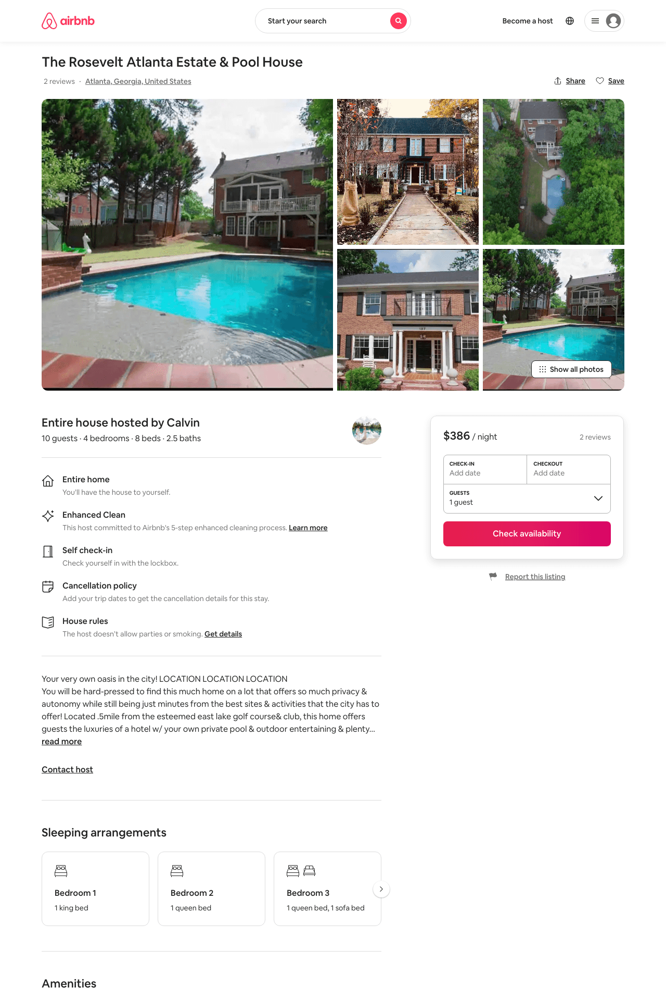 airbnb
Start your search
Become a host
The Rosevelt Atlanta Estate & Pool House
2 reviews · Atlanta, Georgia, United States
Share
Save
127
Show all photos
Entire house hosted by Calvin
10 guests · 4 bedrooms · 8 beds · 2.5 baths
$386 / night
2 reviews
CHECK-IN
Add date
CHECKOUT
Add date
GUESTS
1 guest
Check availability
Report this listing
Entire home
You’ll have the house to yourself.
Enhanced Clean
This host committed to Airbnb's 5-step enhanced cleaning process. Learn more
Self check-in
Check yourself in with the lockbox.
Cancellation policy
Add your trip dates to get the cancellation details for this stay.
House rules
The host doesn’t allow parties or smoking. Get details
Your very own oasis in the city! LOCATION LOCATION LOCATION
You will be hard-pressed to find this much home on a lot that offers so much privacy &
autonomy while still being just minutes from the best sites & activities that the city has to
offer! Located .5mile from the esteemed east lake golf course& club, this home offers
guests the luxuries of a hotel w/ your own private pool & outdoor entertaining & plenty…
read more
Contact host
Sleeping arrangements
Bedroom 1
1 king bed
Bedroom 2
1 queen bed
Bedroom 3
1 queen bed, 1 sofa bed
Amenities